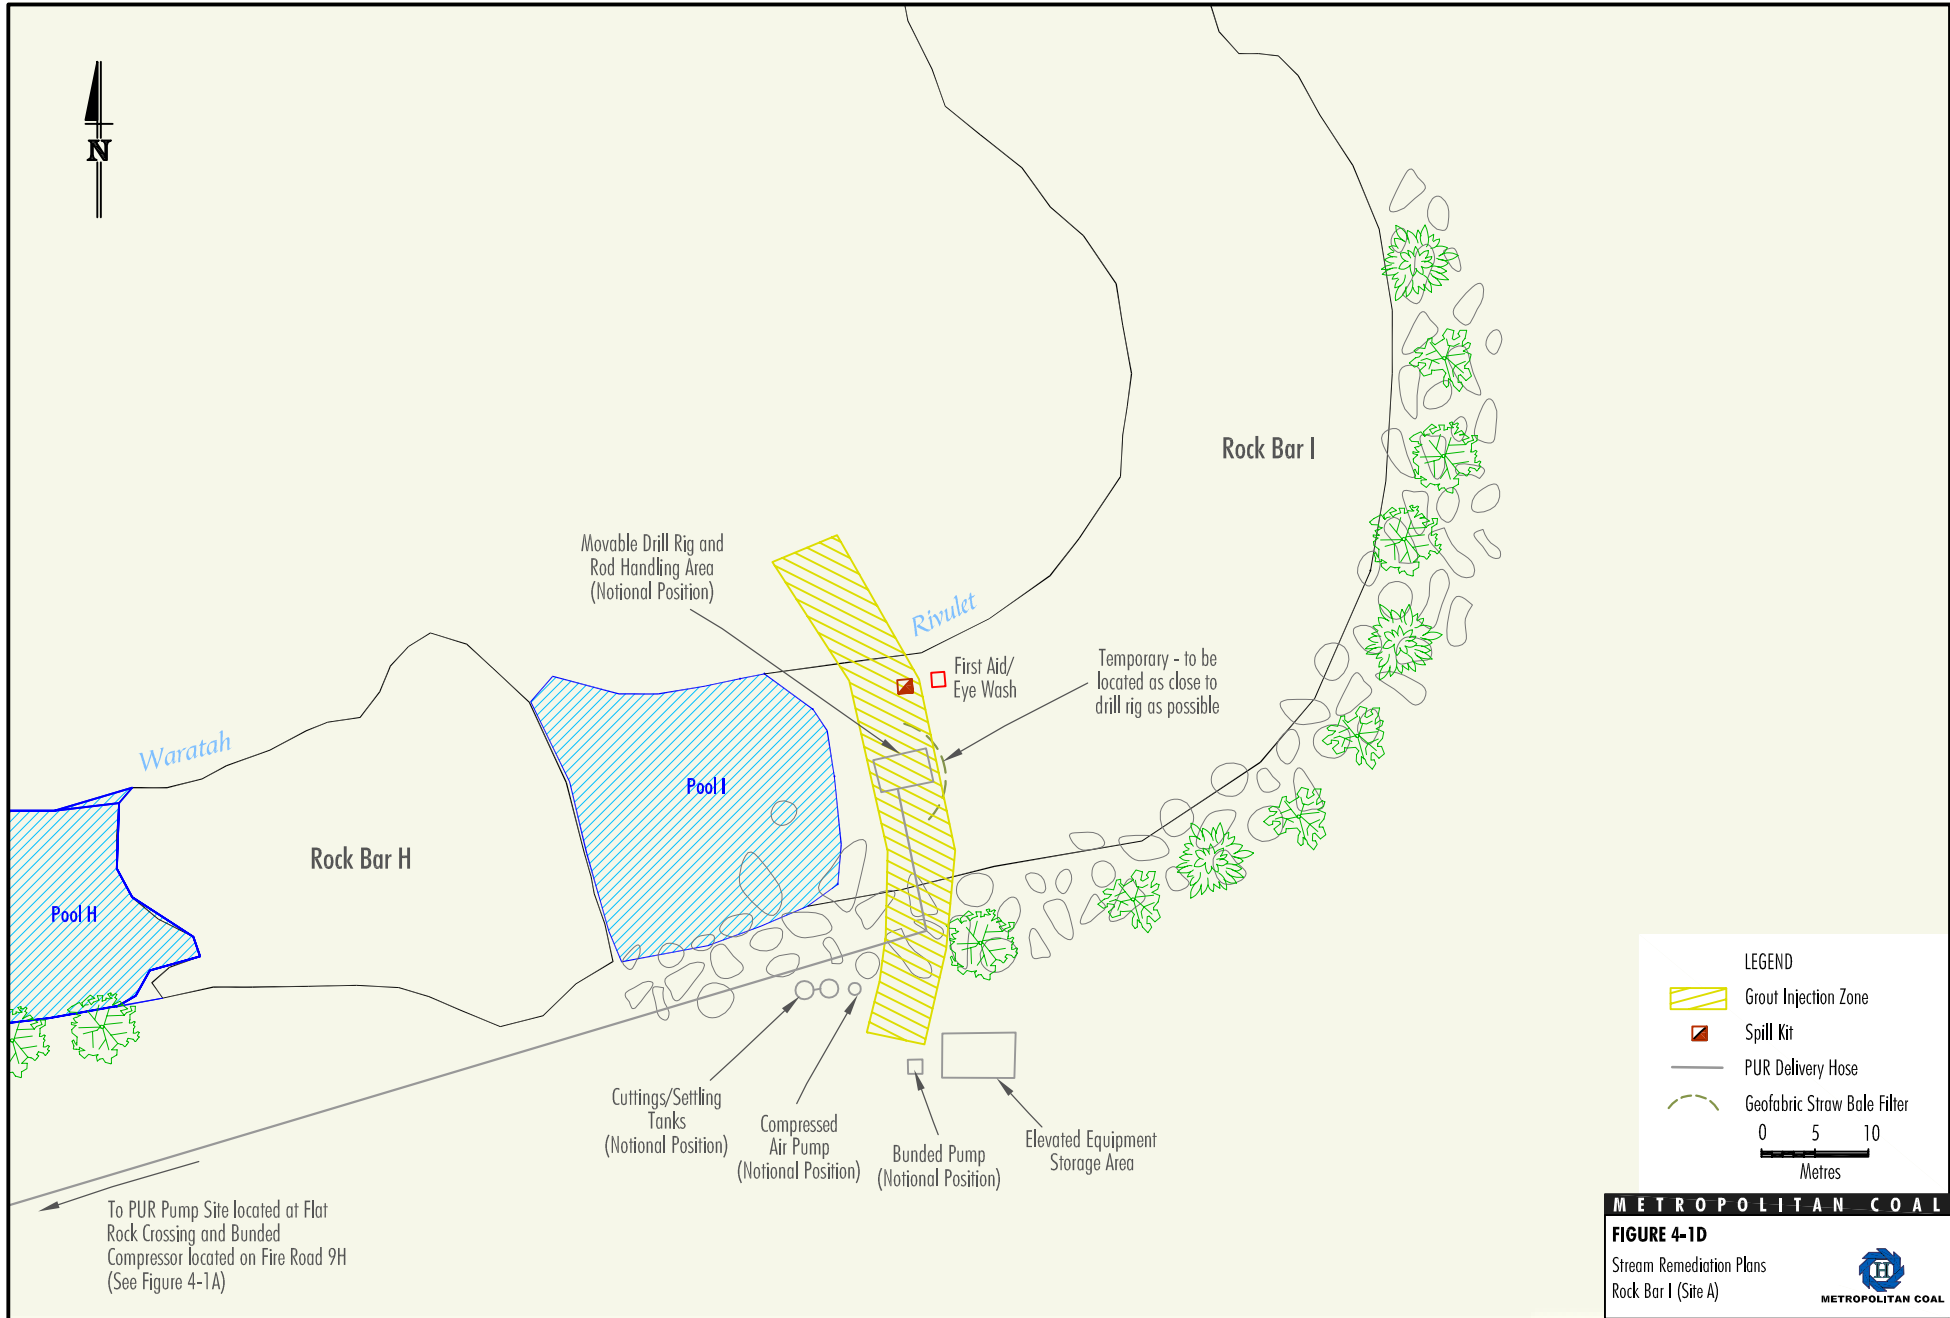 N
Rock Bar I
Movable Drill Rig and
Rod Handling Area
(Notional Position)
Rivulet
First Aid/
Eye Wash
Temporary - to be
located as close to
drill rig as possible
Waratah
Pool I
Rock Bar H
Pool H
Cuttings/Settling
Tanks
(Notional Position)
Compressed
Air Pump
(Notional Position)
Bunded Pump
(Notional Position)
Elevated Equipment
Storage Area
To PUR Pump Site located at Flat
Rock Crossing and Bunded
Compressor located on Fire Road 9H
(See Figure 4-1A)
LEGEND
Grout Injection Zone
Spill Kit
PUR Delivery Hose
Geofabric Straw Bale Filter
0 5 10
Metres
METROPOLITAN COAL
FIGURE 4-1D
Stream Remediation Plans
Rock Bar I (Site A)
H
METROPOLITAN COAL